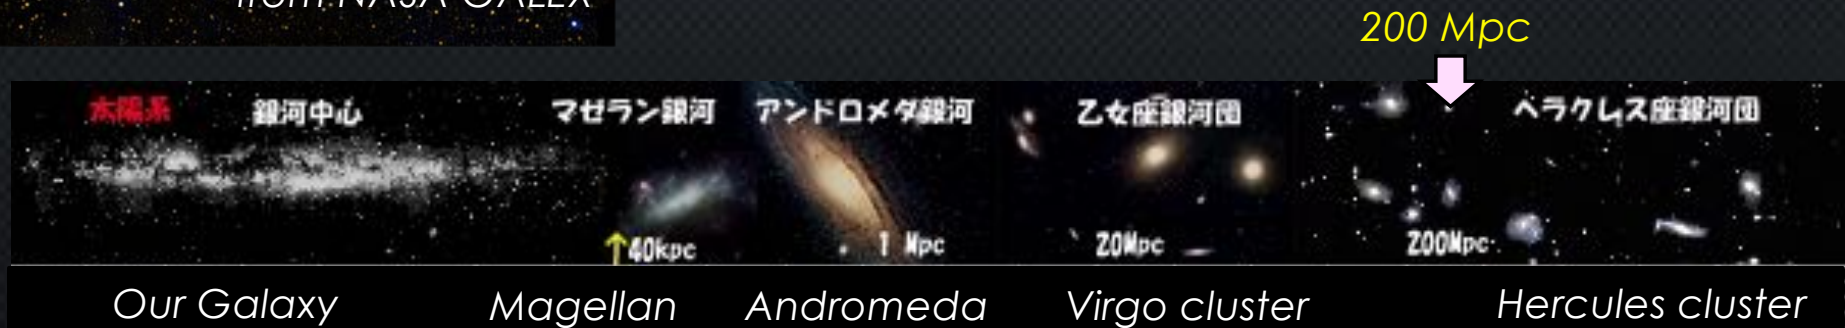 from NASA GALEX
200 Mpc
太陽系 銀河中心 マゼラン銀河 アンドロメダ銀河 乙女座銀河団 ヘラクレス座銀河団
↑40kpc 1 Mpc 20Mpc 200Mpc
Our Galaxy Magellan Andromeda Virgo cluster Hercules cluster